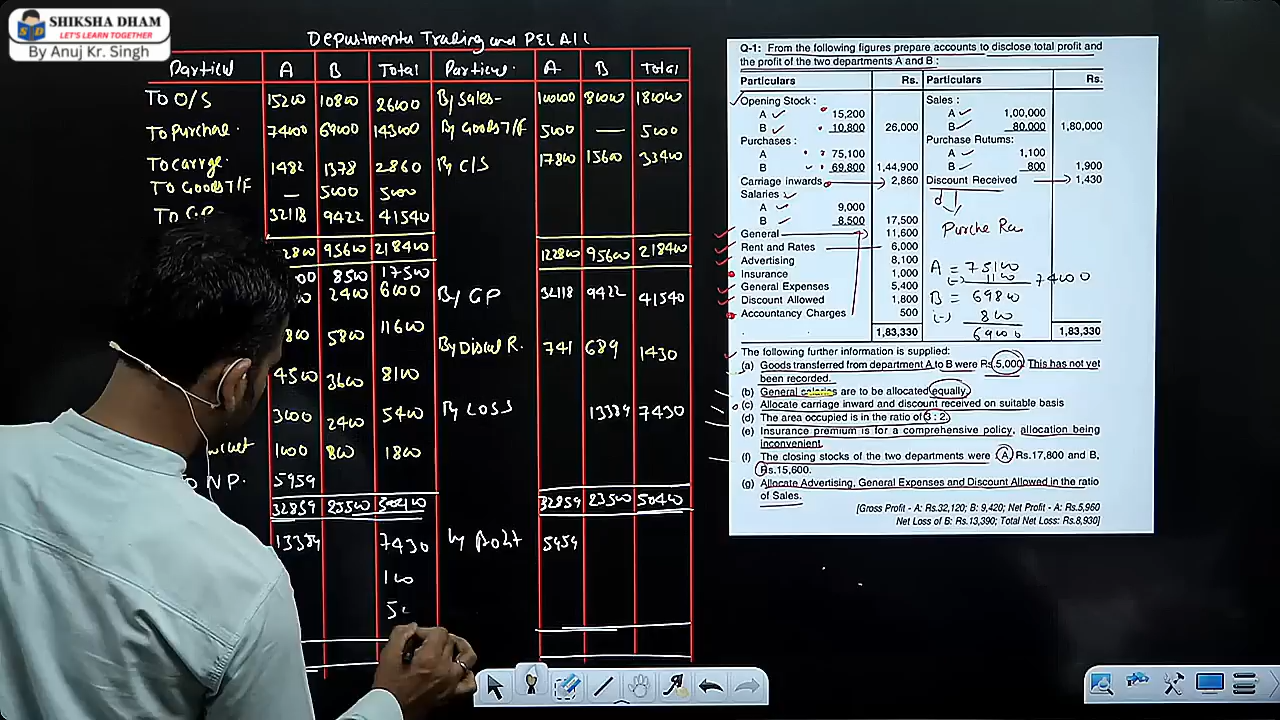 SHIKSHA DHAM
LET'S LEARN TOGETHER
By Anuj Kr. Singh
Departmental Trading and P&L A/c
Particul A B Total Particulr. A B Total
To O/S 15200 10800 26000 By Sales- 100000 80000 180000
To purchase. 74000 69000 143000 By Goods T/F 5000 — 5000
To carrge. 1482 1378 2860 By C/S 17800 15600 33400
To Goods T/F — 5000 5000
To G.P. 32118 9422 41540
2800 95600 218400 122800 95600 218400
8500 17500
2400 6000 By GP 32118 9422 41540
800 5800 11600
By Discol R. 741 689 1430
4500 3600 8100
3000 2400 5400 By Loss 13389 7430
1000 800 1800
NP. 5959
32859 23500 50400 32859 23500 50400
13389 7430 By 5959
100
Q-1: From the following figures prepare accounts to disclose total profit and
the profit of the two departments A and B :
Particulars Rs. Particulars Rs.
Opening Stock : Sales :
A 15,200 A 1,00,000
B 10,800 26,000 B 80,000 1,80,000
Purchases : Purchase Ruturns:
A 75,100 A 1,100
B 69,800 1,44,900 B 800 1,900
Carriage inwards 2,860 Discount Received 1,430
Salaries
A 9,000
B 8,500 17,500
General 11,600
Rent and Rates 6,000
Advertising 8,100
Insurance 1,000
General Expenses 5,400
Discount Allowed 1,800
Accountancy Charges 500
1,83,330 1,83,330
Purche Reu
A = 75100
(-) 1100 74000
B = 69800
(-) 800
69000
The following further information is supplied:
(a) Goods transferred from department A to B were Rs.5,000. This has not yet
been recorded.
(b) General salaries are to be allocated equally.
(c) Allocate carriage inward and discount received on suitable basis
(d) The area occupied is in the ratio of 3 : 2.
(e) Insurance premium is for a comprehensive policy, allocation being
inconvenient.
(f) The closing stocks of the two departments were : A Rs.17,800 and B,
Rs.15,600.
(g) Allocate Advertising, General Expenses and Discount Allowed in the ratio
of Sales.
[Gross Profit - A: Rs.32,120; B: 9,420; Net Profit - A: Rs.5,960
Net Loss of B: Rs.13,390; Total Net Loss: Rs.8,930]